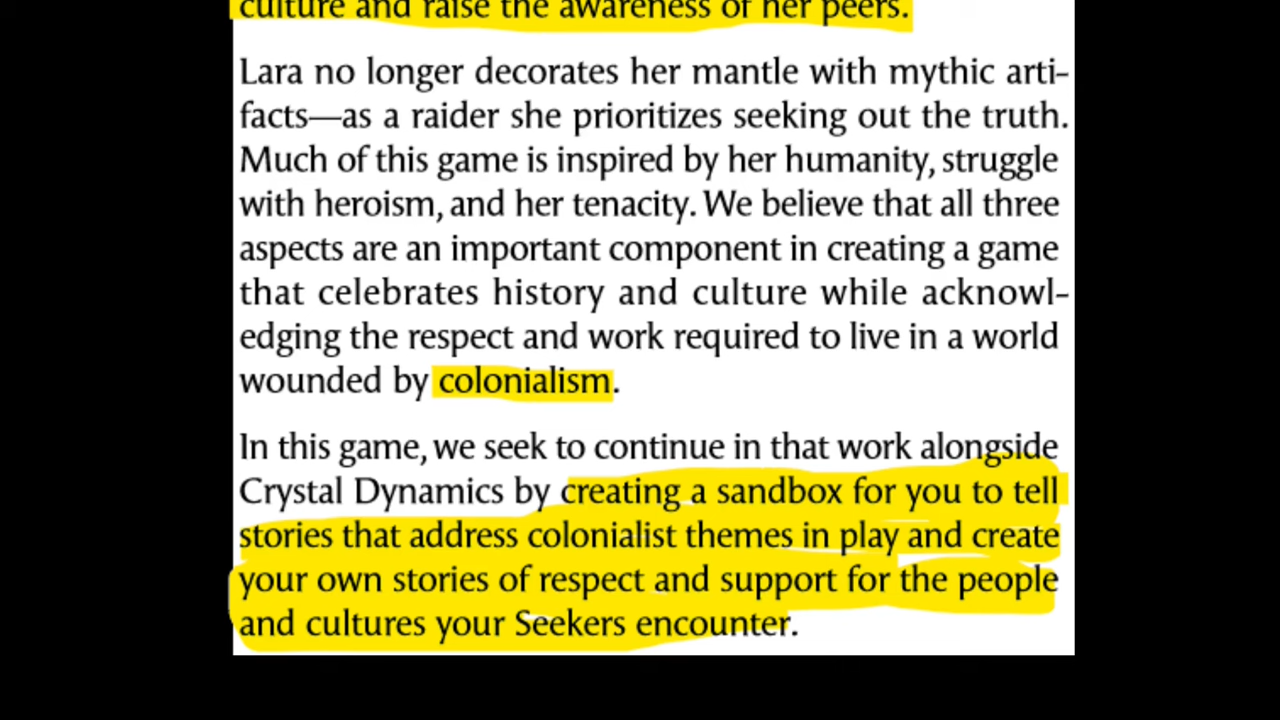 culture and raise the awareness of her peers.
Lara no longer decorates her mantle with mythic arti-
facts—as a raider she prioritizes seeking out the truth.
Much of this game is inspired by her humanity, struggle
with heroism, and her tenacity. We believe that all three
aspects are an important component in creating a game
that celebrates history and culture while acknowl-
edging the respect and work required to live in a world
wounded by colonialism.
In this game, we seek to continue in that work alongside
Crystal Dynamics by creating a sandbox for you to tell
stories that address colonialist themes in play and create
your own stories of respect and support for the people
and cultures your Seekers encounter.